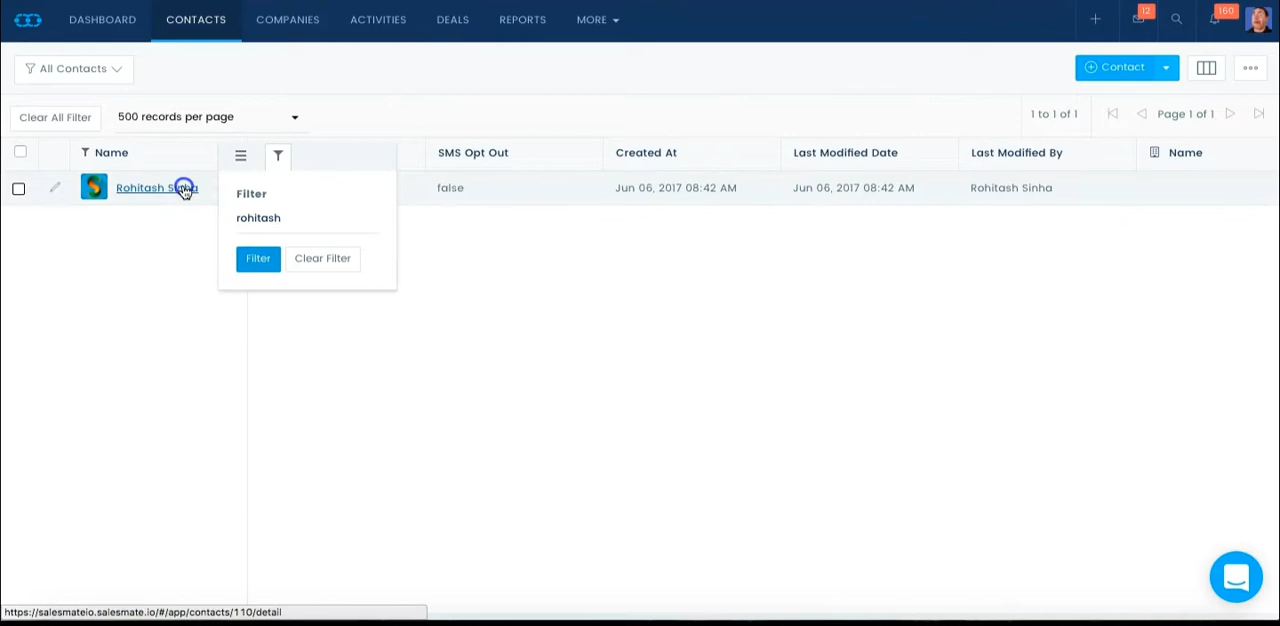 DASHBOARD CONTACTS COMPANIES ACTIVITIES DEALS REPORTS MORE 12 160
All Contacts Contact
Clear All Filter 500 records per page 1 to 1 of 1 Page 1 of 1
Name SMS Opt Out Created At Last Modified Date Last Modified By Name
Rohitash Sinha false Jun 06, 2017 08:42 AM Jun 06, 2017 08:42 AM Rohitash Sinha
Filter
rohitash
Filter Clear Filter
https://salesmateio.salesmate.io/#/app/contacts/110/detail